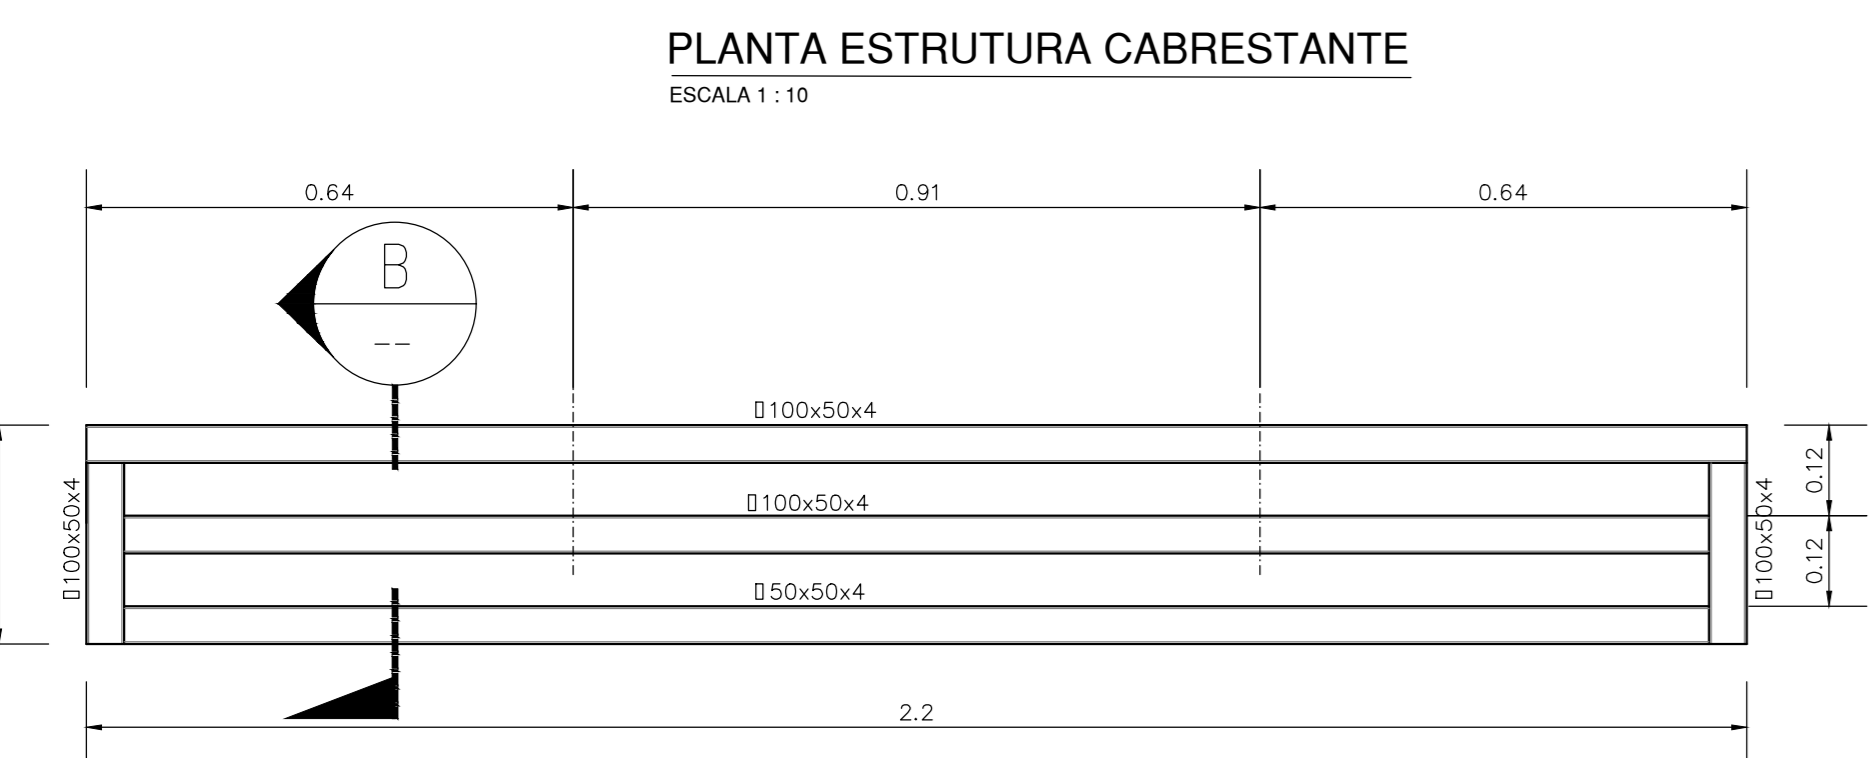 PLANTA ESTRUTURA CABRESTANTE
ESCALA 1 : 10
0.64
0.91
0.64
B
--
▯100x50x4
▯100x50x4
▯100x50x4
▯50x50x4
▯100x50x4
0.12
0.12
2.2